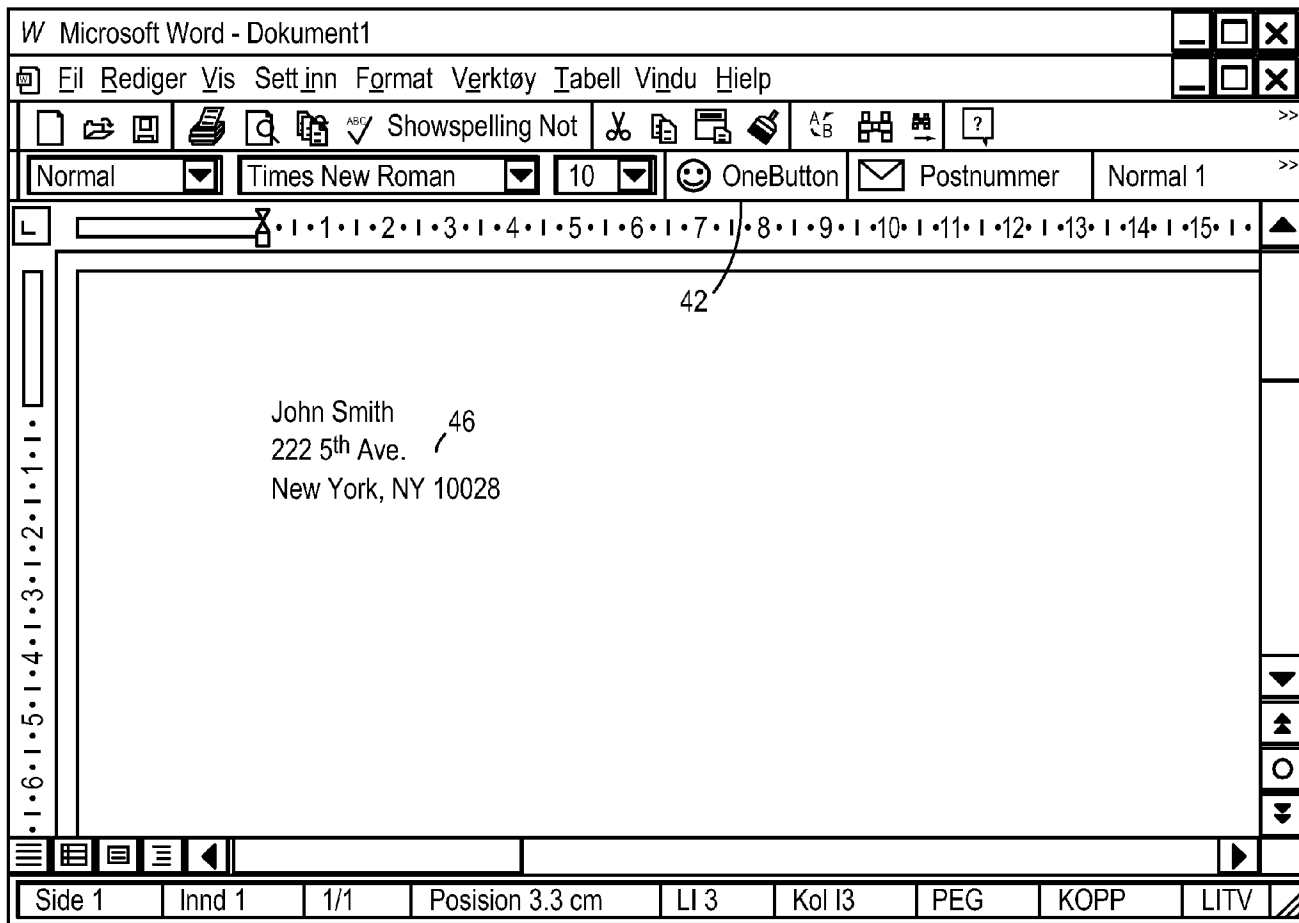 W Microsoft Word - Dokument1
Fil Rediger Vis Sett inn Format Verktøy Tabell Vindu Hielp
ABC Showspelling Not A B ? >>
Normal Times New Roman 10 OneButton Postnummer Normal 1 >>
L 1 2 3 4 5 6 7 8 9 10 11 12 13 14 15
42
John Smith
46
222 5th Ave.
New York, NY 10028
1 2 3 4 5 6
Side 1 Innd 1 1/1 Posision 3.3 cm LI 3 Kol I3 PEG KOPP LITV